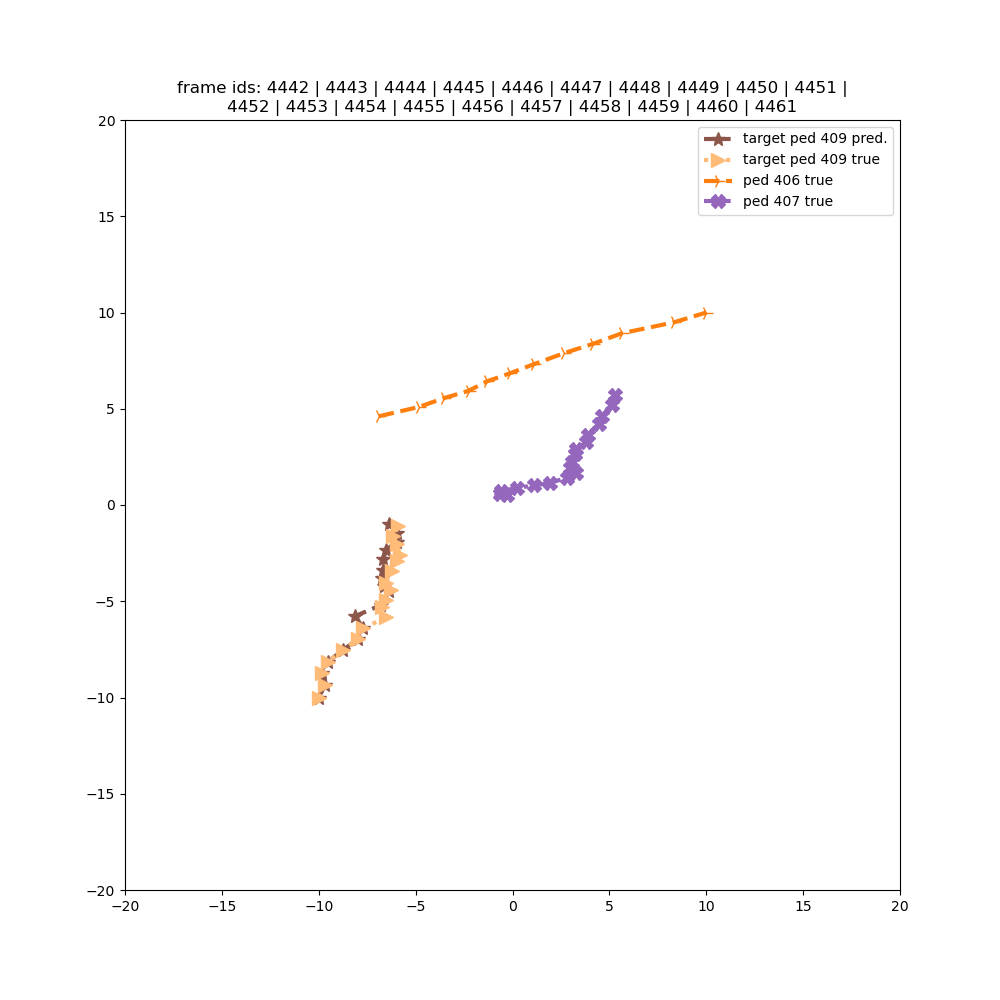 frame ids: 4442 | 4443 | 4444 | 4445 | 4446 | 4447 | 4448 | 4449 | 4450 | 4451 |
4452 | 4453 | 4454 | 4455 | 4456 | 4457 | 4458 | 4459 | 4460 | 4461
target ped 409 pred.
target ped 409 true
ped 406 true
ped 407 true
20
15
10
5
0
−5
−10
−15
−20
−20 −15 −10 −5 0 5 10 15 20